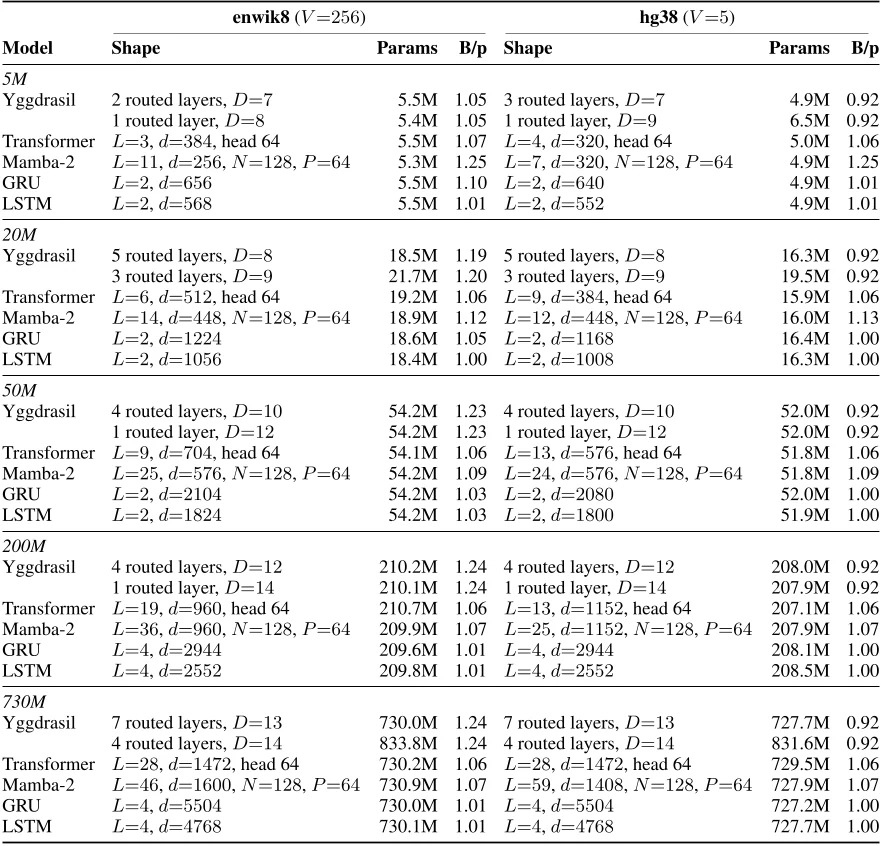 enwik8 (V=256) hg38 (V=5)
Model Shape Params B/p Shape Params B/p
5M
Yggdrasil 2 routed layers, D=7 5.5M 1.05 3 routed layers, D=7 4.9M 0.92
1 routed layer, D=8 5.4M 1.05 1 routed layer, D=9 6.5M 0.92
Transformer L=3, d=384, head 64 5.5M 1.07 L=4, d=320, head 64 5.0M 1.06
Mamba-2 L=11, d=256, N=128, P=64 5.3M 1.25 L=7, d=320, N=128, P=64 4.9M 1.25
GRU L=2, d=656 5.5M 1.10 L=2, d=640 4.9M 1.01
LSTM L=2, d=568 5.5M 1.01 L=2, d=552 4.9M 1.01
20M
Yggdrasil 5 routed layers, D=8 18.5M 1.19 5 routed layers, D=8 16.3M 0.92
3 routed layers, D=9 21.7M 1.20 3 routed layers, D=9 19.5M 0.92
Transformer L=6, d=512, head 64 19.2M 1.06 L=9, d=384, head 64 15.9M 1.06
Mamba-2 L=14, d=448, N=128, P=64 18.9M 1.12 L=12, d=448, N=128, P=64 16.0M 1.13
GRU L=2, d=1224 18.6M 1.05 L=2, d=1168 16.4M 1.00
LSTM L=2, d=1056 18.4M 1.00 L=2, d=1008 16.3M 1.00
50M
Yggdrasil 4 routed layers, D=10 54.2M 1.23 4 routed layers, D=10 52.0M 0.92
1 routed layer, D=12 54.2M 1.23 1 routed layer, D=12 52.0M 0.92
Transformer L=9, d=704, head 64 54.1M 1.06 L=13, d=576, head 64 51.8M 1.06
Mamba-2 L=25, d=576, N=128, P=64 54.2M 1.09 L=24, d=576, N=128, P=64 51.8M 1.09
GRU L=2, d=2104 54.2M 1.03 L=2, d=2080 52.0M 1.00
LSTM L=2, d=1824 54.2M 1.03 L=2, d=1800 51.9M 1.00
200M
Yggdrasil 4 routed layers, D=12 210.2M 1.24 4 routed layers, D=12 208.0M 0.92
1 routed layer, D=14 210.1M 1.24 1 routed layer, D=14 207.9M 0.92
Transformer L=19, d=960, head 64 210.7M 1.06 L=13, d=1152, head 64 207.1M 1.06
Mamba-2 L=36, d=960, N=128, P=64 209.9M 1.07 L=25, d=1152, N=128, P=64 207.9M 1.07
GRU L=4, d=2944 209.6M 1.01 L=4, d=2944 208.1M 1.00
LSTM L=4, d=2552 209.8M 1.01 L=4, d=2552 208.5M 1.00
730M
Yggdrasil 7 routed layers, D=13 730.0M 1.24 7 routed layers, D=13 727.7M 0.92
4 routed layers, D=14 833.8M 1.24 4 routed layers, D=14 831.6M 0.92
Transformer L=28, d=1472, head 64 730.2M 1.06 L=28, d=1472, head 64 729.5M 1.06
Mamba-2 L=46, d=1600, N=128, P=64 730.9M 1.07 L=59, d=1408, N=128, P=64 727.9M 1.07
GRU L=4, d=5504 730.0M 1.01 L=4, d=5504 727.2M 1.00
LSTM L=4, d=4768 730.1M 1.01 L=4, d=4768 727.7M 1.00